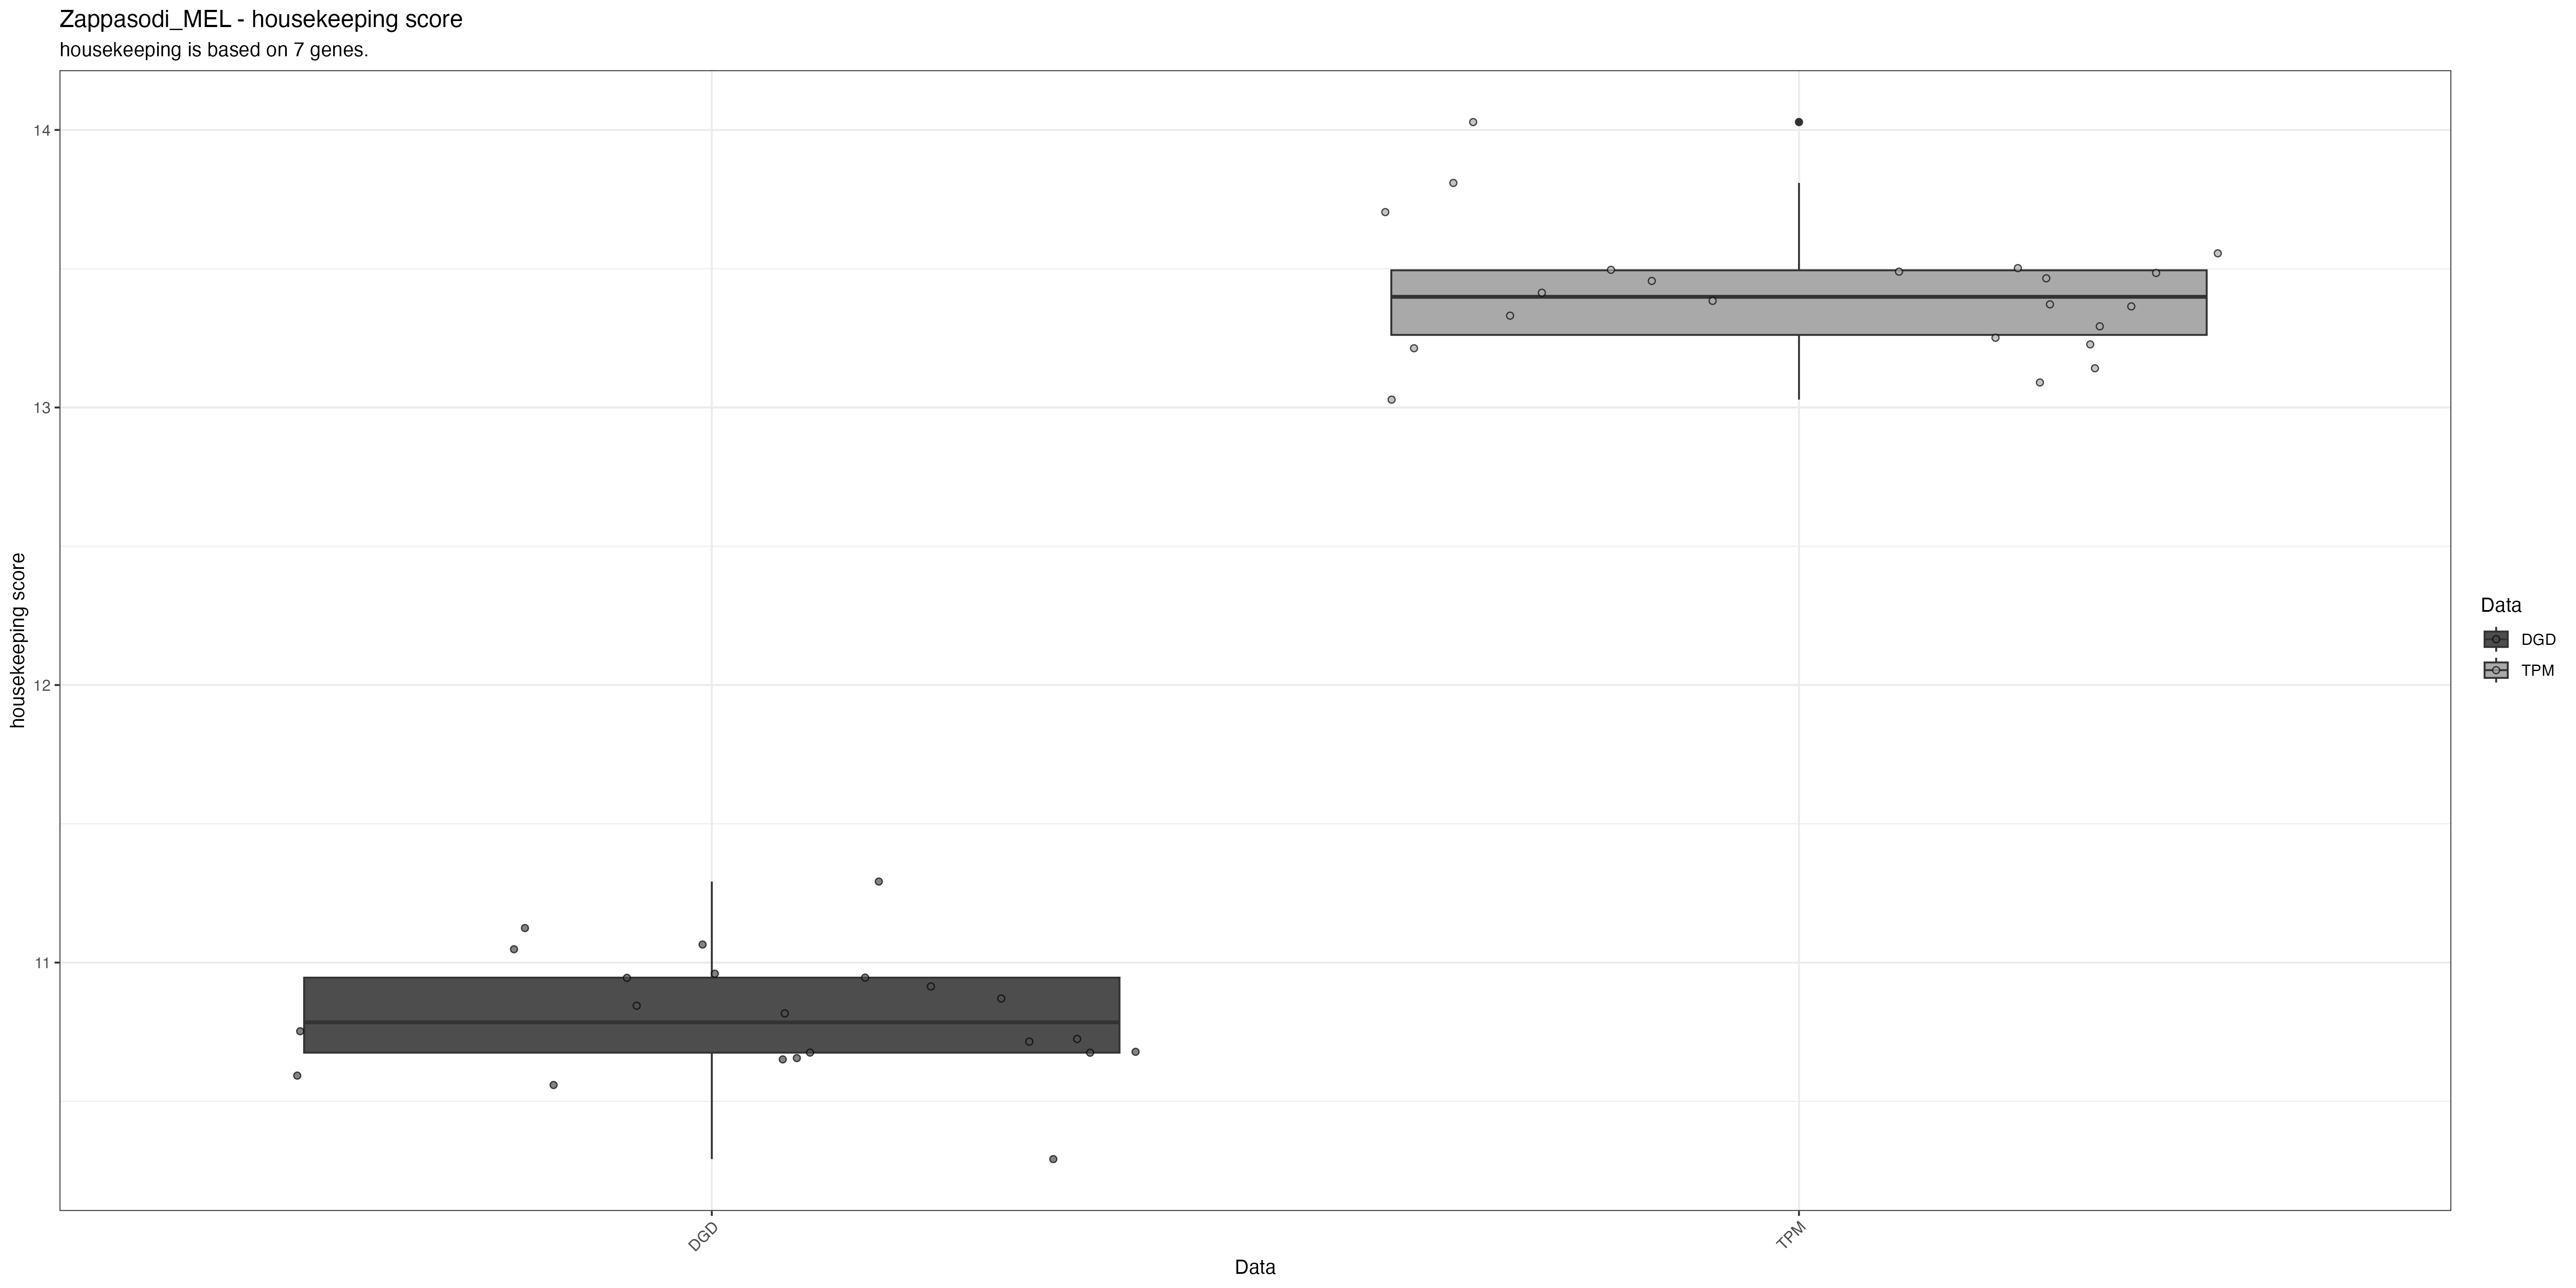 Zappasodi_MEL - housekeeping score
housekeeping is based on 7 genes.
14
13
12
11
housekeeping score
DGD
TPM
Data
Data
DGD
TPM